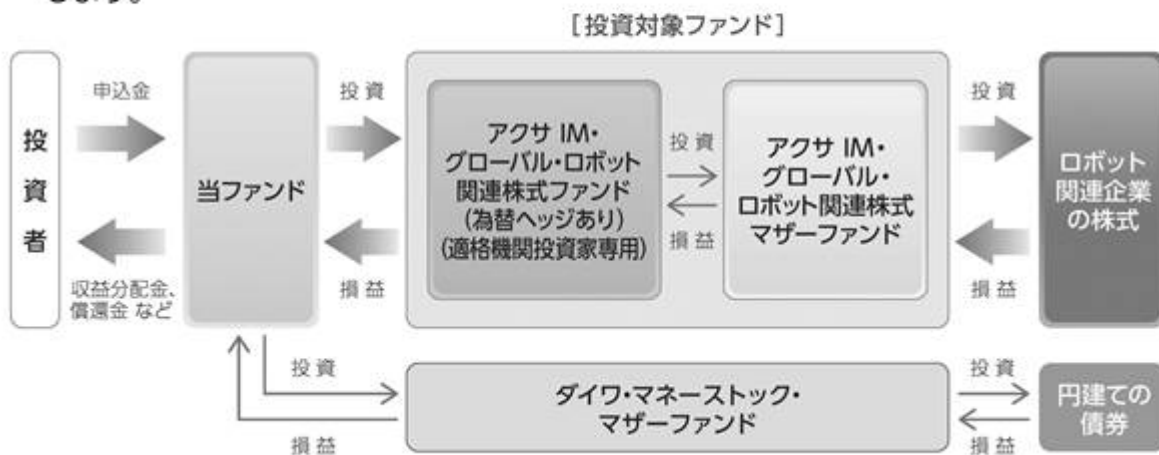 します。
［投資対象ファンド］
投資者
申込金
収益分配金、
償還金 など
当ファンド
投 資
損 益
アクサ IM・
グローバル・ロボット
関連株式ファンド
(為替ヘッジあり)
(適格機関投資家専用)
投 資
損 益
アクサ IM・
グローバル・
ロボット関連株式
マザーファンド
投 資
損 益
ロボット
関連企業
の株式
投 資
損 益
ダイワ・マネーストック・
マザーファンド
投 資
損 益
円建ての
債券